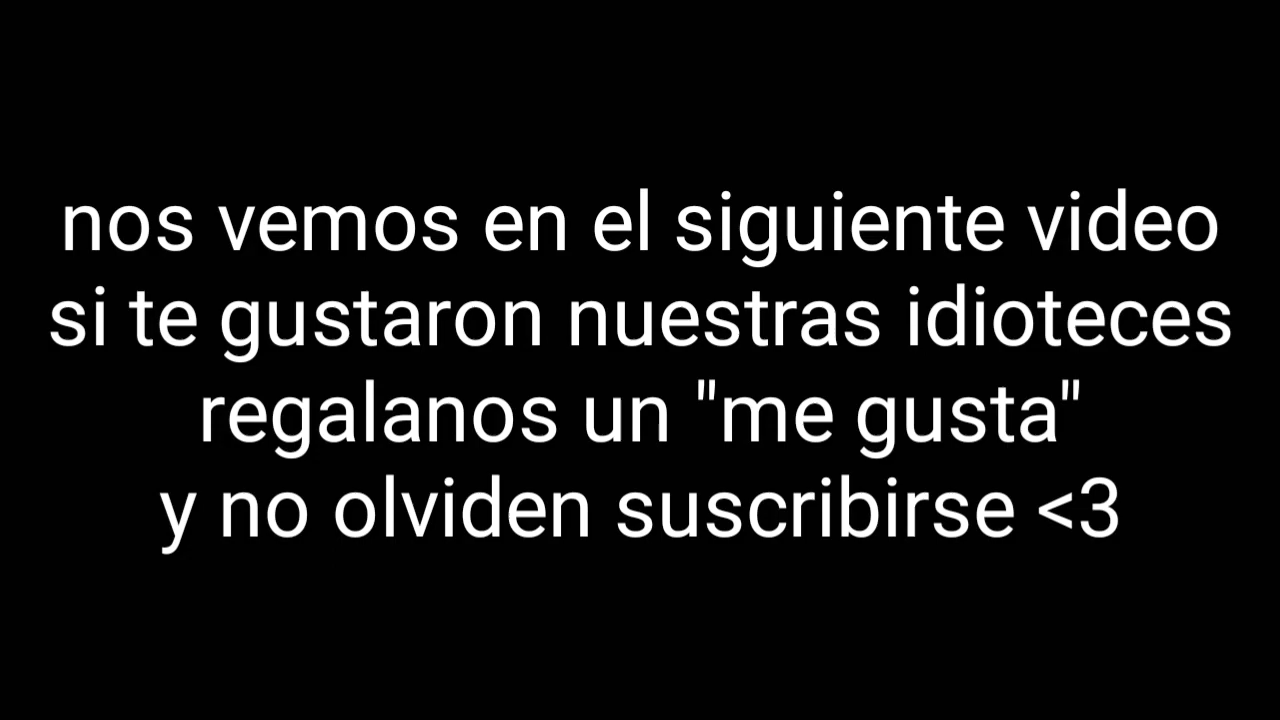 nos vemos en el siguiente video
si te gustaron nuestras idioteces
regalanos un "me gusta"
y no olviden suscribirse <3